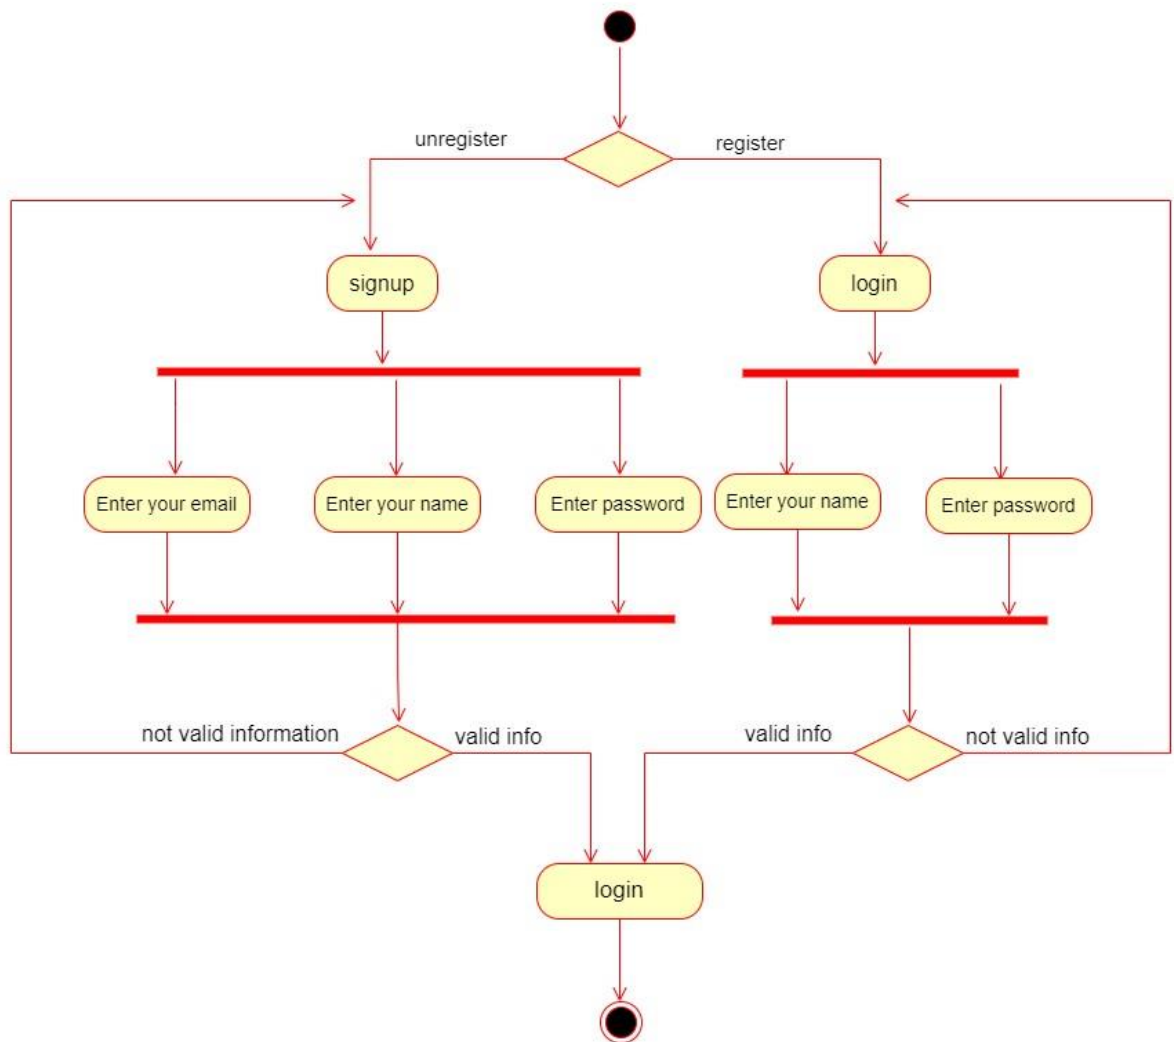 unregister
register
signup
login
Enter your email
Enter your name
Enter password
Enter your name
Enter password
not valid information
valid info
valid info
not valid info
login